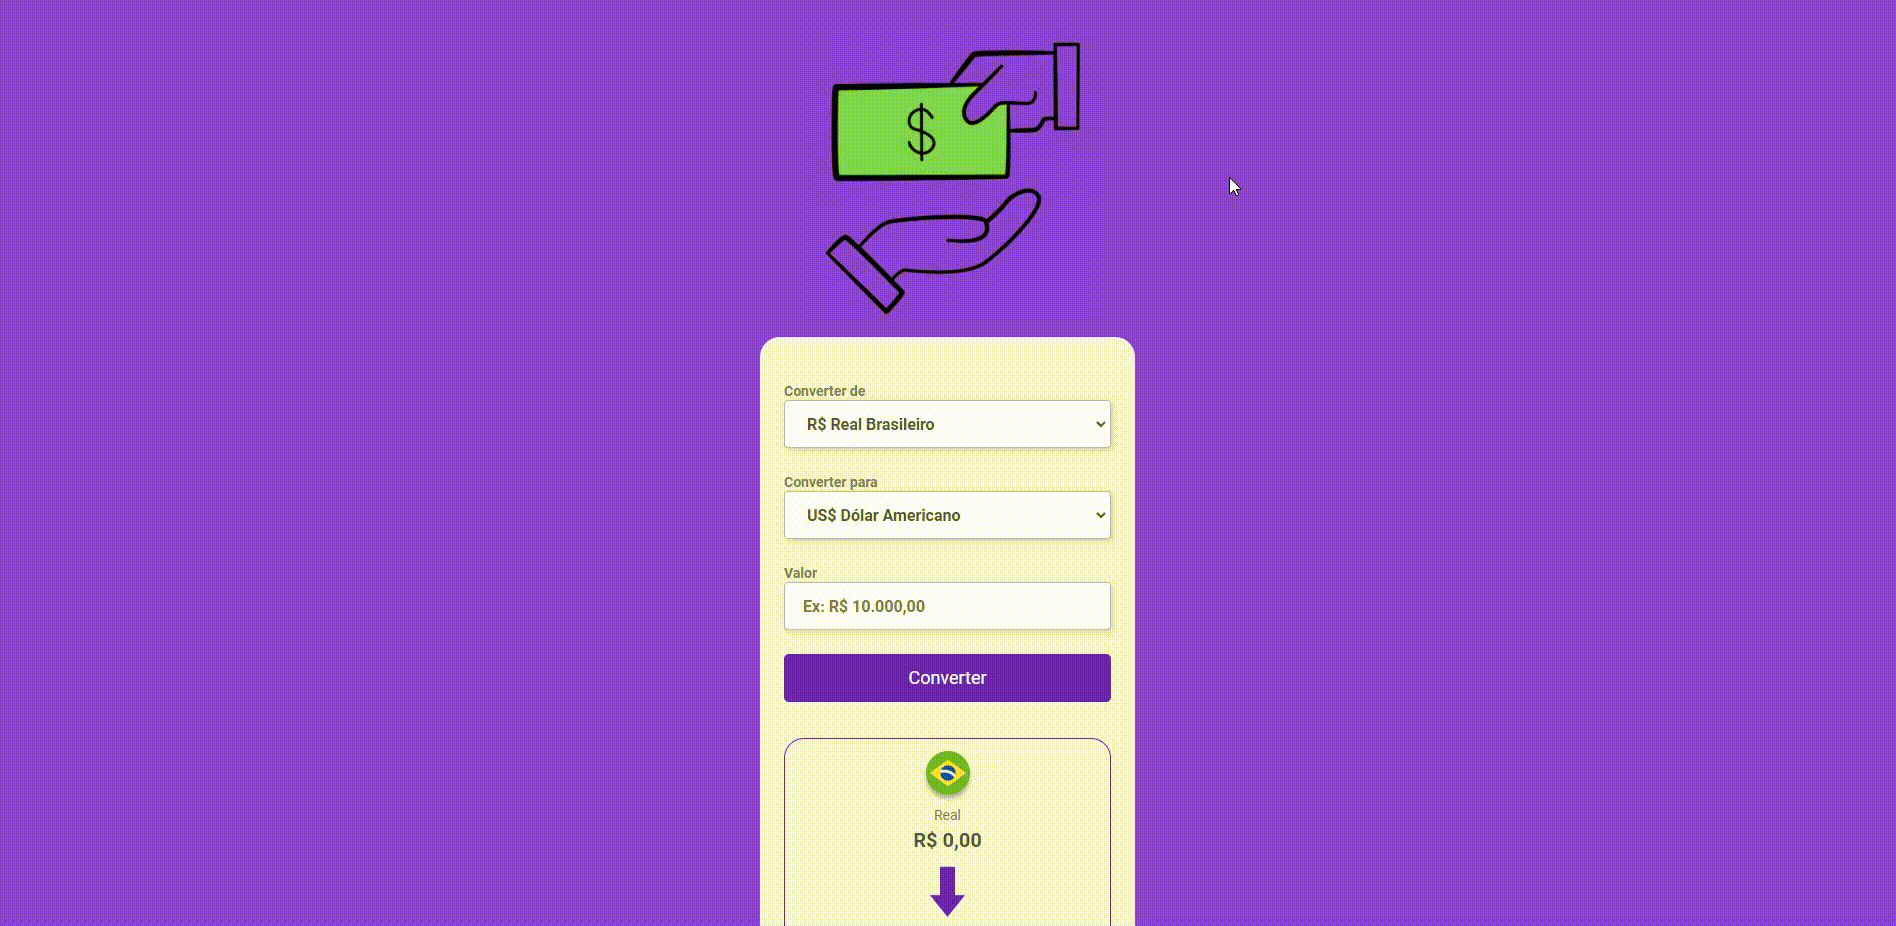 $
Converter de
R$ Real Brasileiro
Converter para
US$ Dólar Americano
Valor
Ex: R$ 10.000,00
Converter
Real
R$ 0,00